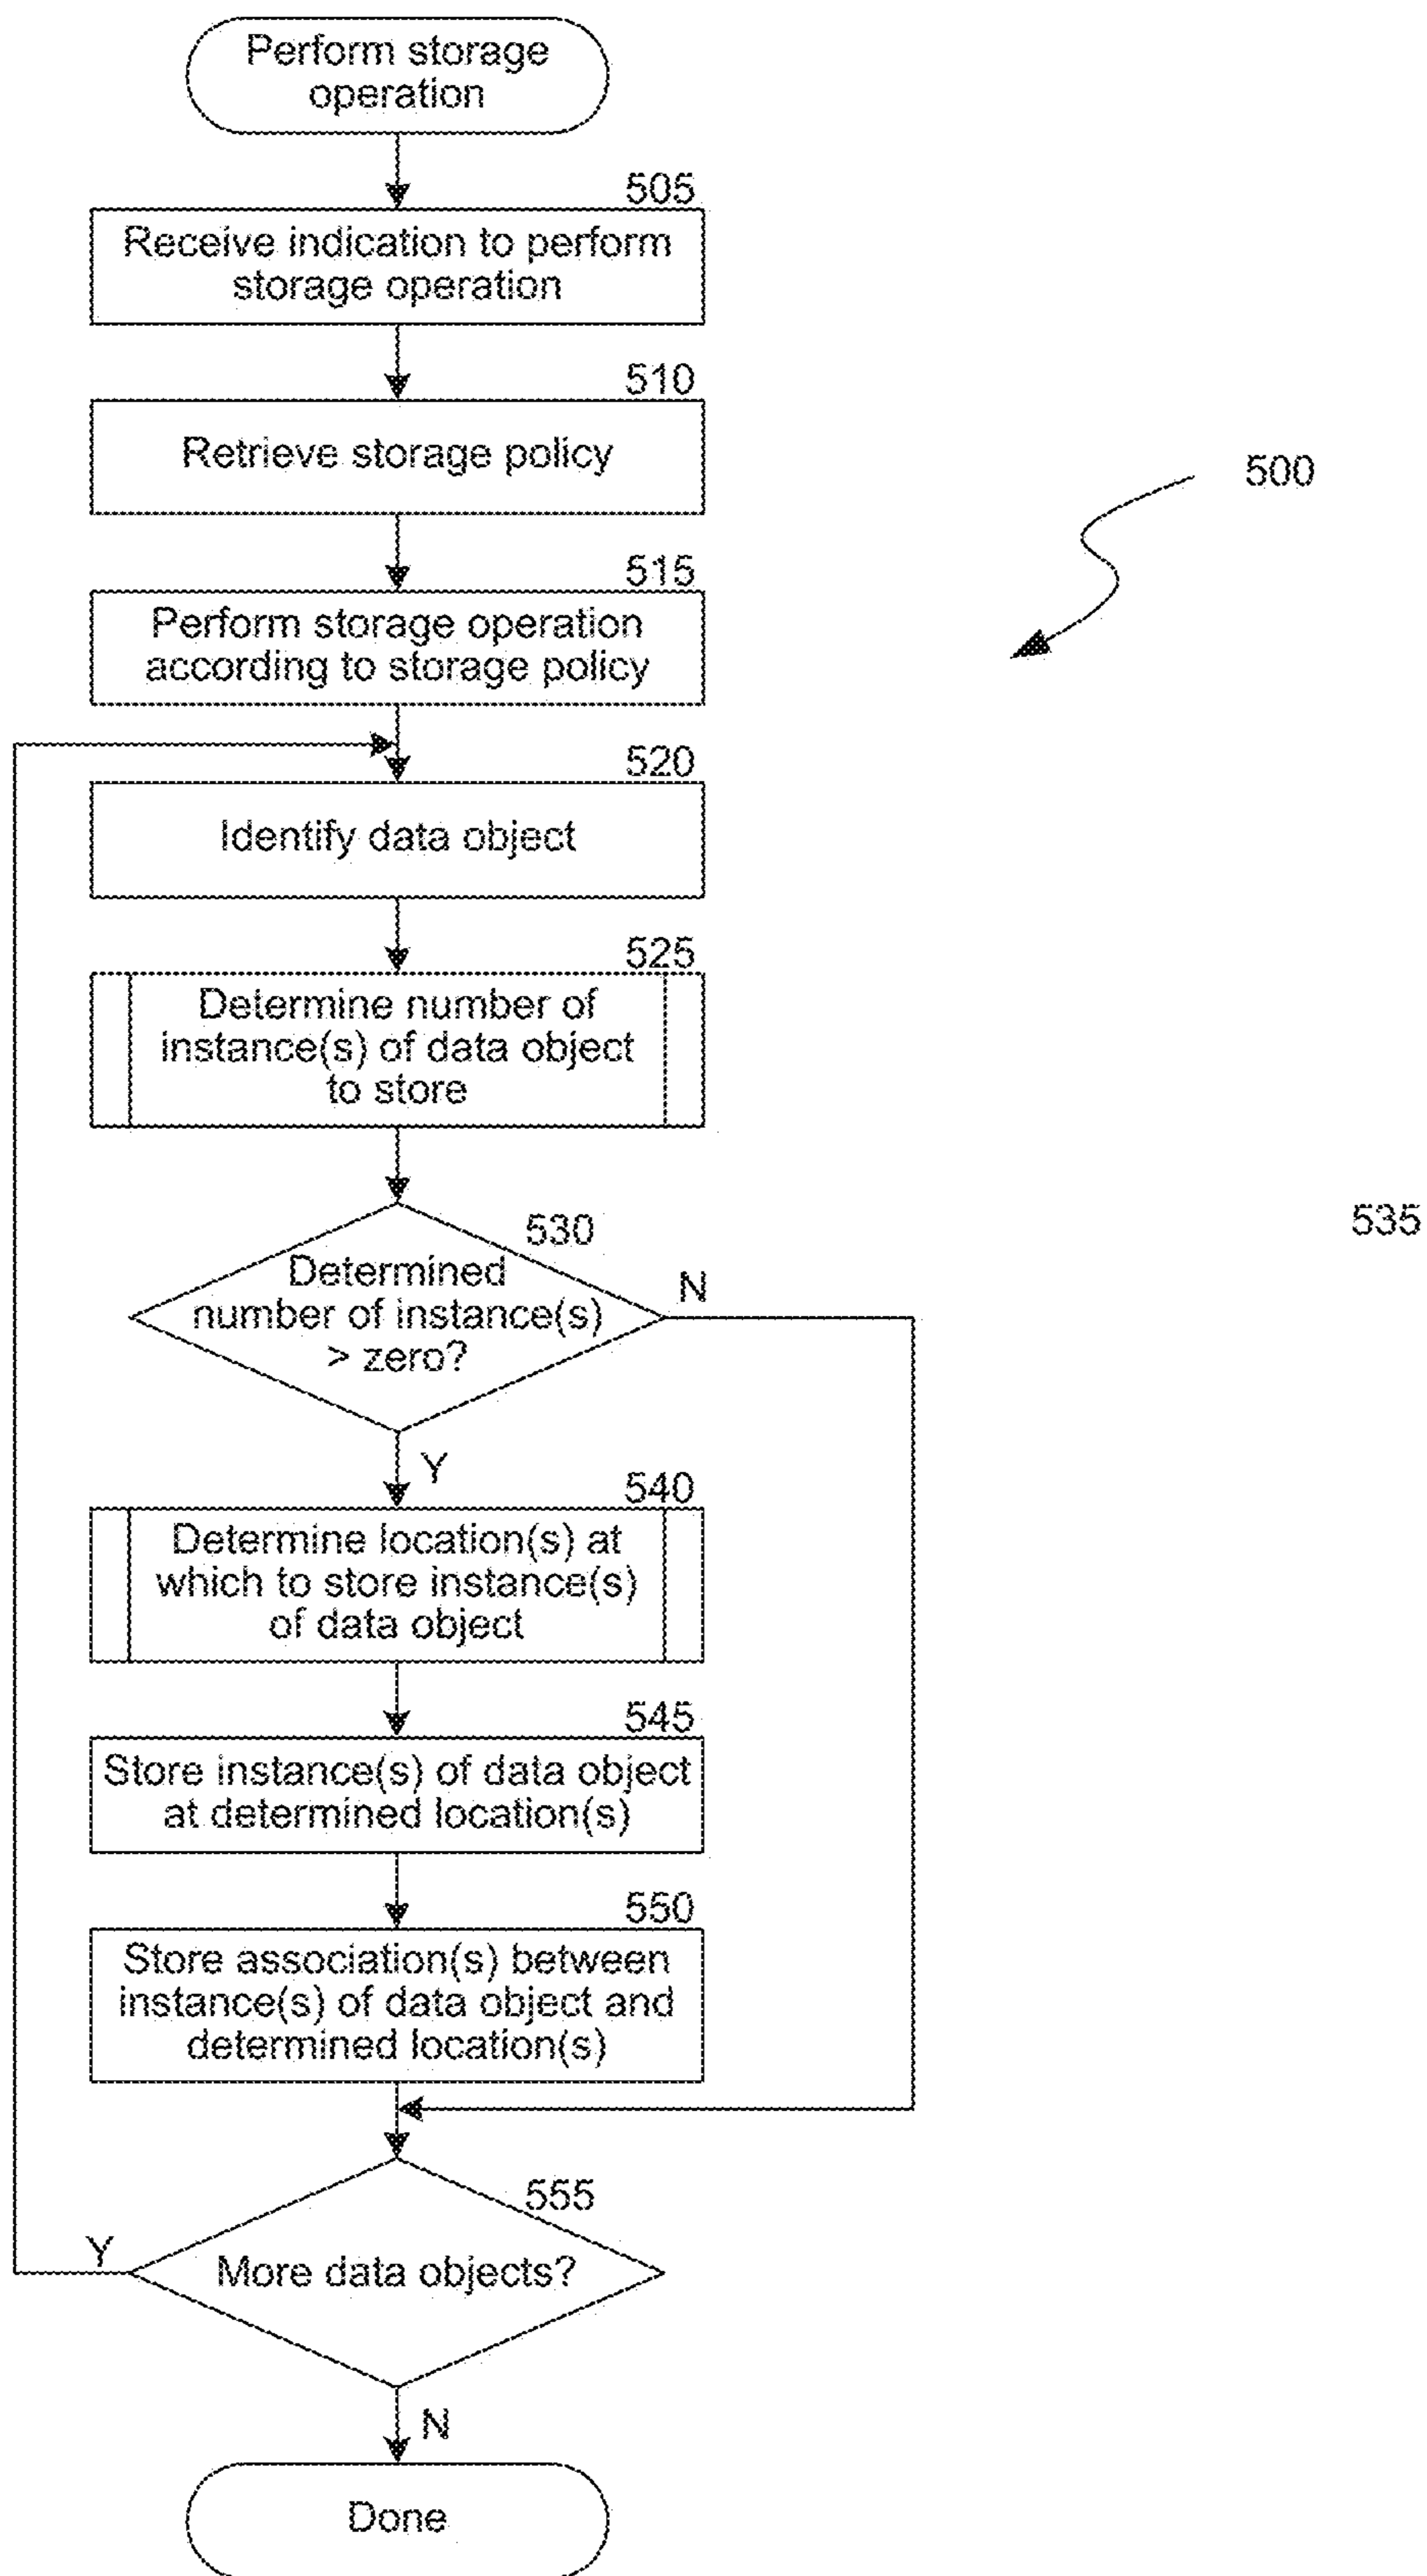 Perform storage
operation
505
Receive indication to perform
storage operation
510
Retrieve storage policy
500
515
Perform storage operation
according to storage policy
520
Identify data object
525
Determine number of
instance(s) of data object
to store
530
535
Determined
number of instance(s)
> zero?
N
Y
540
Determine location(s) at
which to store instance(s)
of data object
545
Store instance(s) of data object
at determined location(s)
550
Store association(s) between
instance(s) of data object and
determined location(s)
555
Y
More data objects?
N
Done